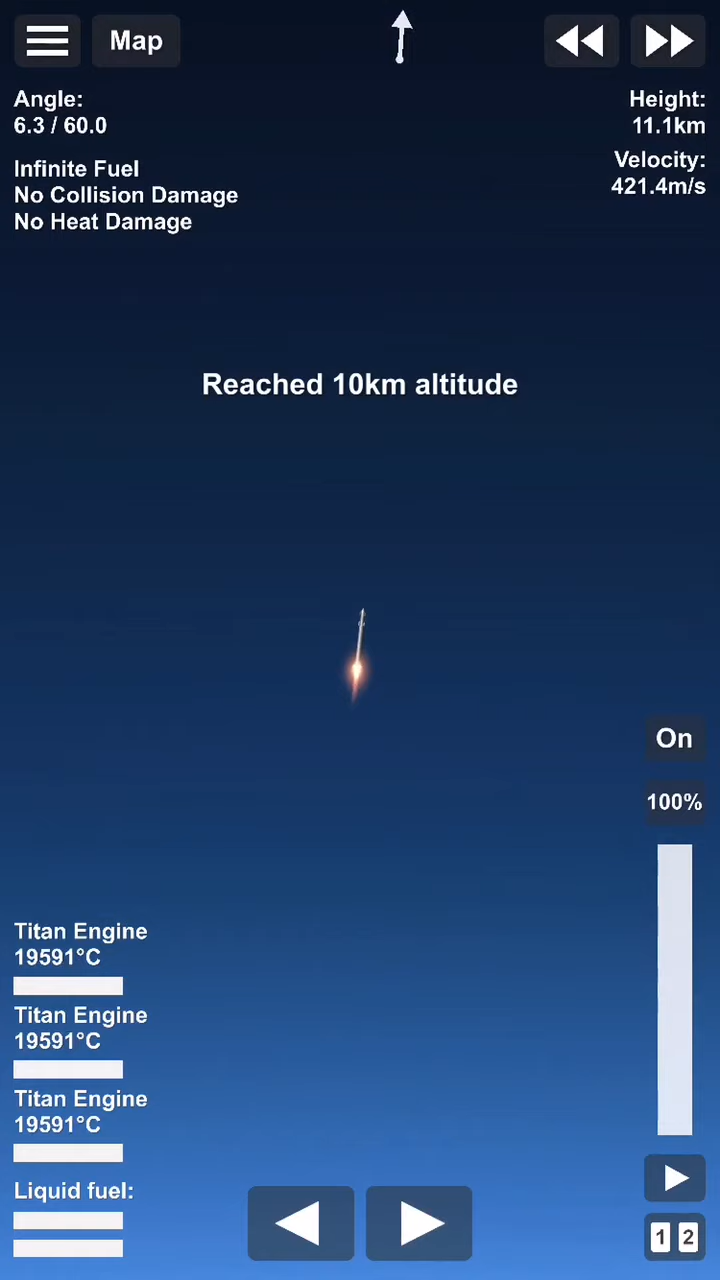 Map
Angle:
6.3 / 60.0
Infinite Fuel
No Collision Damage
No Heat Damage
Height:
11.1km
Velocity:
421.4m/s
Reached 10km altitude
On
100%
Titan Engine
19591°C
Titan Engine
19591°C
Titan Engine
19591°C
Liquid fuel:
1 2